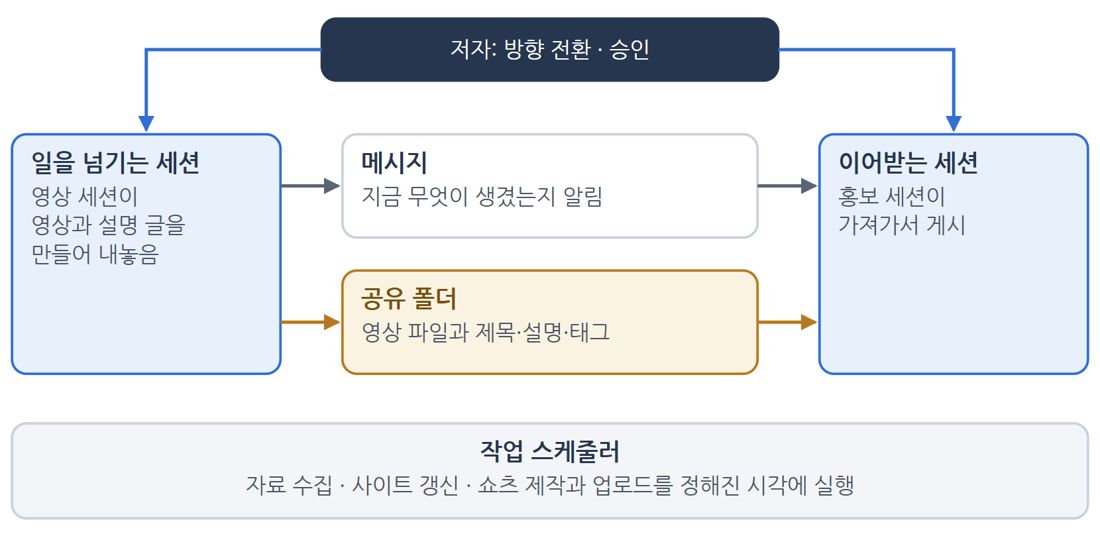 저자: 방향 전환 · 승인
일을 넘기는 세션
영상 세션이
영상과 설명 글을
만들어 내놓음
메시지
지금 무엇이 생겼는지 알림
공유 폴더
영상 파일과 제목·설명·태그
이어받는 세션
홍보 세션이
가져가서 게시
작업 스케줄러
자료 수집 · 사이트 갱신 · 쇼츠 제작과 업로드를 정해진 시각에 실행